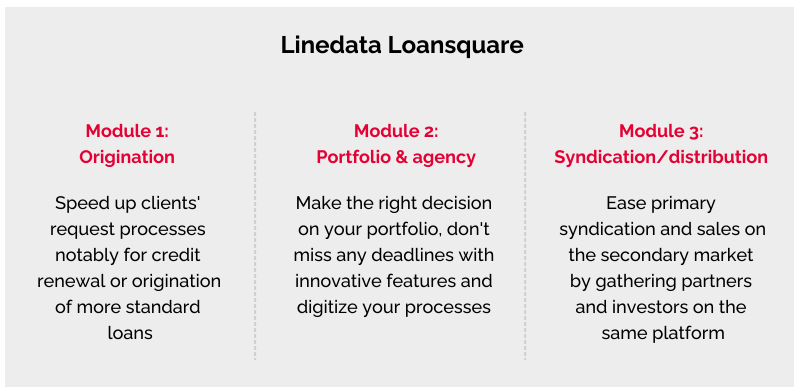 Linedata Loansquare
Module 1:
Origination
Speed up clients'
request processes
notably for credit
renewal or origination
of more standard
loans
Module 2:
Portfolio & agency
Make the right decision
on your portfolio, don't
miss any deadlines with
innovative features and
digitize your processes
Module 3:
Syndication/distribution
Ease primary
syndication and sales on
the secondary market
by gathering partners
and investors on the
same platform